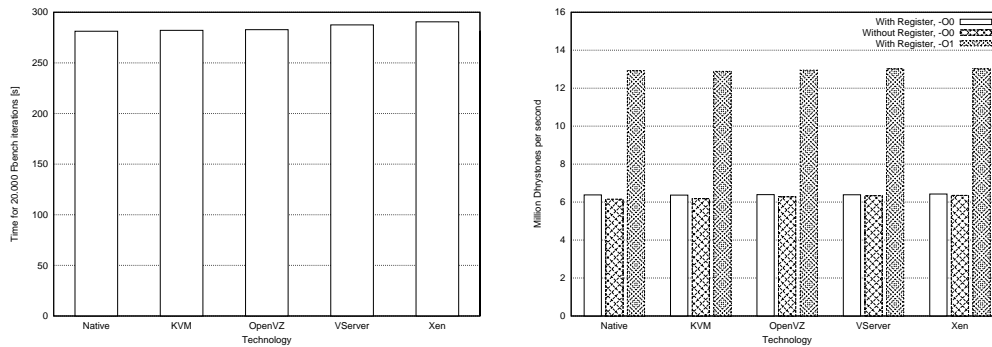 300
250
200
150
100
50
0
Time for 20.000 Fbench iterations [s]
Native KVM OpenVZ VServer Xen
Technology
16
14
12
10
8
6
4
2
0
Million Dhrystones per second
With Register, -O0
Without Register, -O0
With Register, -O1
Native KVM OpenVZ VServer Xen
Technology